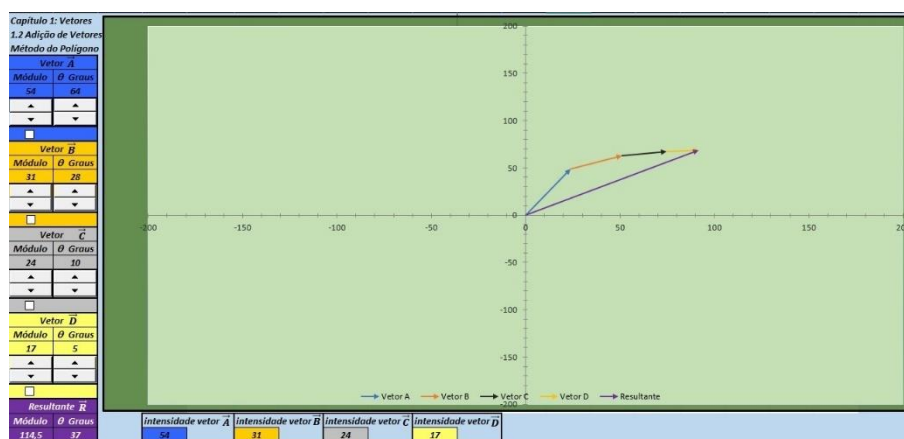 Capítulo 1: Vetores
1.2 Adição de Vetores
Método do Polígono
Vetor A
Módulo θ Graus
54 64
Vetor B
Módulo θ Graus
31 28
Vetor C
Módulo θ Graus
24 10
Vetor D
Módulo θ Graus
17 5
Resultante R
Módulo θ Graus
114,5 37
200
150
100
50
0
-200 -150 -100 -50 0 50 100 150 200
-50
-100
-150
-200
Vetor A Vetor B Vetor C Vetor D Resultante
intensidade vetor A intensidade vetor B intensidade vetor C intensidade vetor D
54 31 24 17